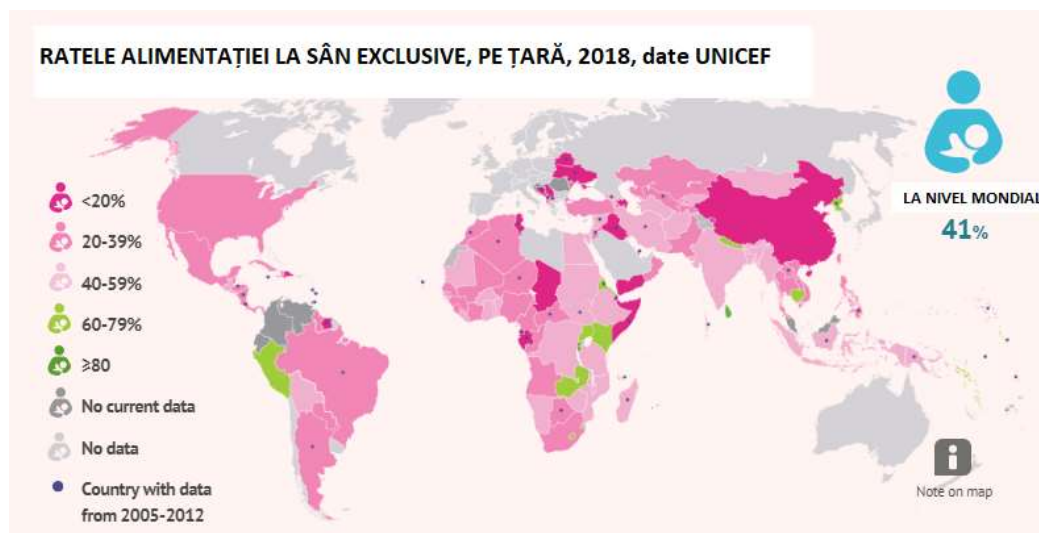 RATELE ALIMENTAȚIEI LA SÂN EXCLUSIVE, PE ȚARĂ, 2018, date UNICEF
<20%
20-39%
40-59%
60-79%
≥80
No current data
No data
Country with data
from 2005-2012
LA NIVEL MONDIAL
41%
i
Note on map